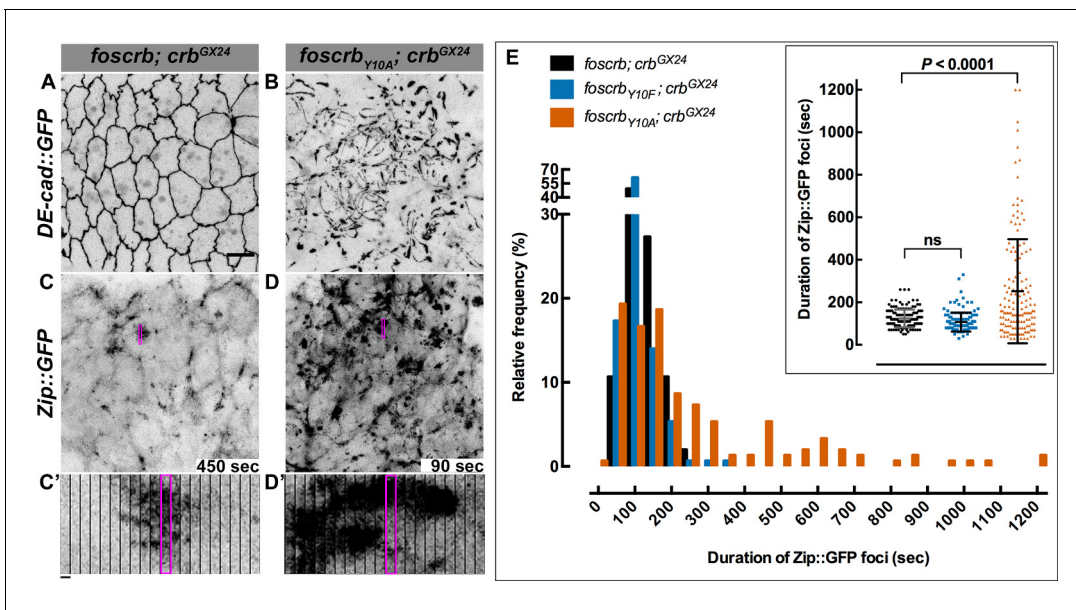 foscrb; crb^GX24
foscrb_Y10A; crb^GX24
A
B
DE-cad::GFP
C
D
Zip::GFP
450 sec
90 sec
C'
D'
E
foscrb; crb^GX24
foscrb_Y10F; crb^GX24
foscrb_Y10A; crb^GX24
Relative frequency (%)
70
55
40
30
20
10
0
0 100 200 300 400 500 600 700 800 900 1000 1100 1200
Duration of Zip::GFP foci (sec)
P < 0.0001
Duration of Zip::GFP foci (sec)
1200
1000
800
600
400
200
0
ns